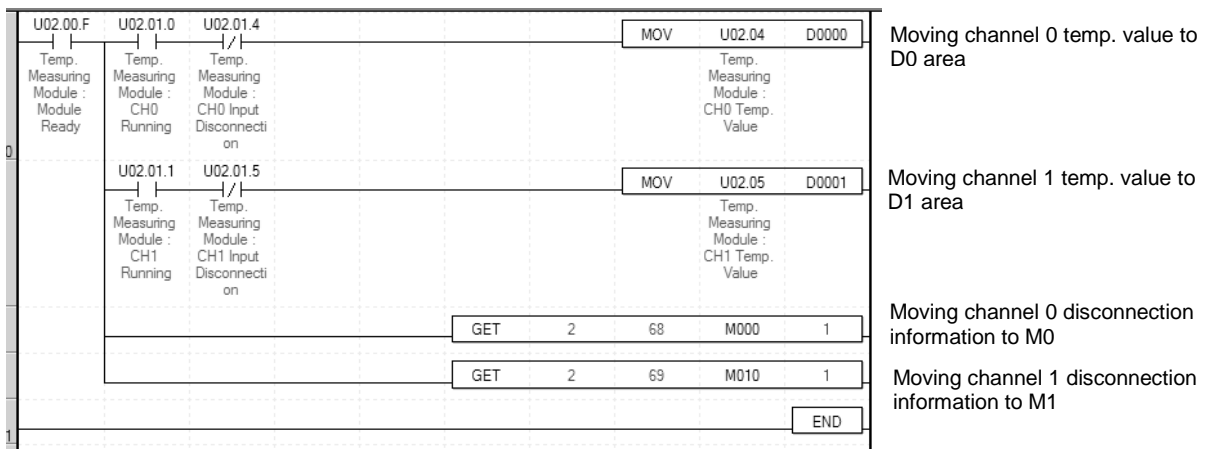 U02.00.F U02.01.0 U02.01.4 MOV U02.04 D0000
Moving channel 0 temp. value to
D0 area
Temp.
Measuring
Module :
Module
Ready
Temp.
Measuring
Module :
CH0
Running
Temp.
Measuring
Module :
CH0 Input
Disconnecti
on
Temp.
Measuring
Module :
CH0 Temp.
Value
0
U02.01.1 U02.01.5 MOV U02.05 D0001
Moving channel 1 temp. value to
D1 area
Temp.
Measuring
Module :
CH1
Running
Temp.
Measuring
Module :
CH1 Input
Disconnecti
on
Temp.
Measuring
Module :
CH1 Temp.
Value
GET 2 68 M000 1
Moving channel 0 disconnection
information to M0
GET 2 69 M010 1
Moving channel 1 disconnection
information to M1
END
1